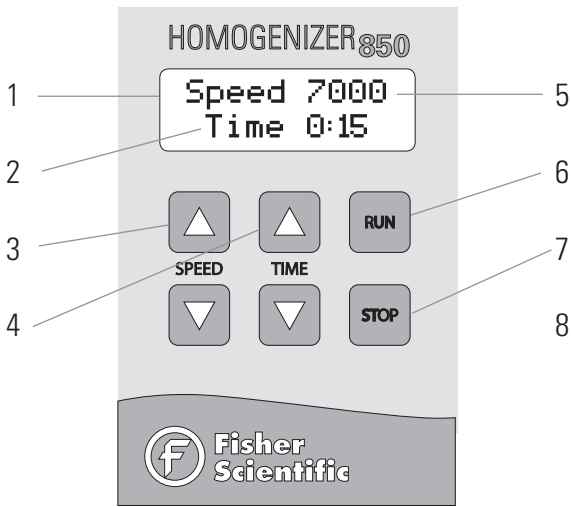 HOMOGENIZER850
1
Speed 7000
5
2
Time 0:15
6
RUN
3
SPEED TIME
7
4
STOP
8
F Fisher
Scientific